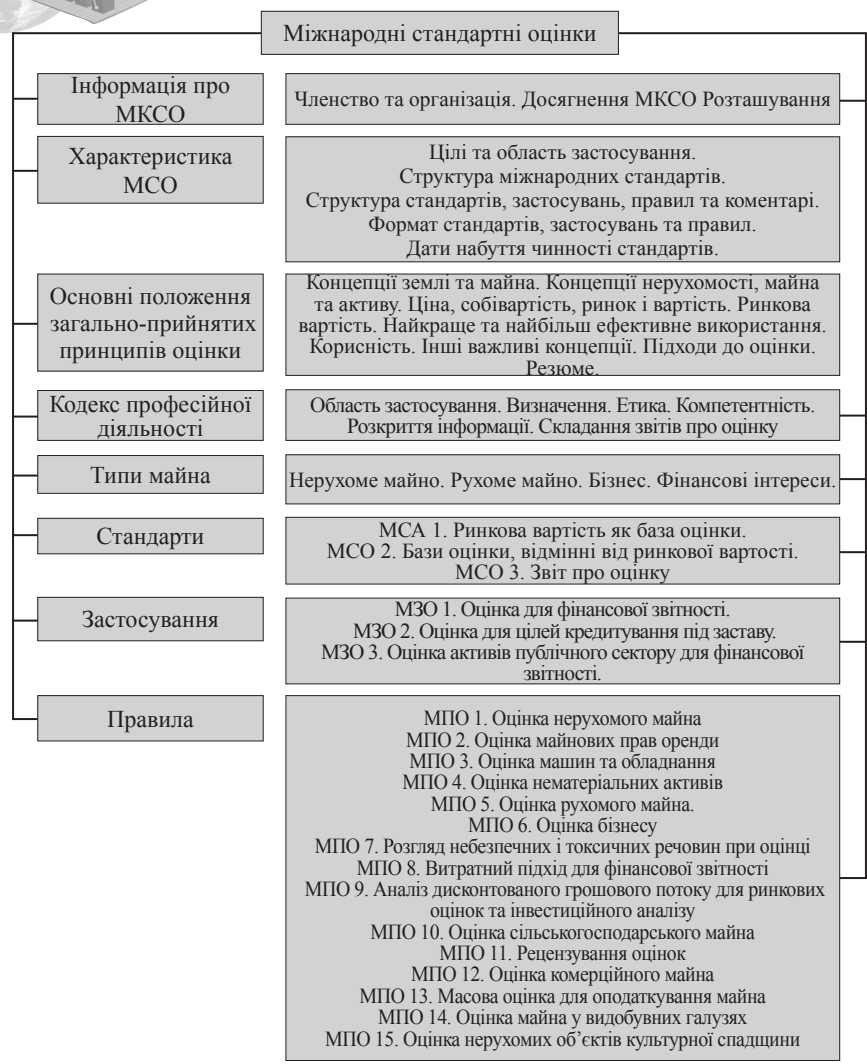 Міжнародні стандартні оцінки
Інформація про
МКСО
Членство та організація. Досягнення МКСО Розташування
Характеристика
МСО
Цілі та область застосування.
Структура міжнародних стандартів.
Структура стандартів, застосувань, правил та коментарі.
Формат стандартів, застосувань та правил.
Дати набуття чинності стандартів.
Основні положення
загально-прийнятих
принципів оцінки
Концепції землі та майна. Концепції нерухомості, майна
та активу. Ціна, собівартість, ринок і вартість. Ринкова
вартість. Найкраще та найбільш ефективне використання.
Корисність. Інші важливі концепції. Підходи до оцінки.
Резюме.
Кодекс професійної
діяльності
Область застосування. Визначення. Етика. Компетентність.
Розкриття інформації. Складання звітів про оцінку
Типи майна
Нерухоме майно. Рухоме майно. Бізнес. Фінансові інтереси.
Стандарти
МСА 1. Ринкова вартість як база оцінки.
МСО 2. Бази оцінки, відмінні від ринкової вартості.
МСО 3. Звіт про оцінку
Застосування
МЗО 1. Оцінка для фінансової звітності.
МЗО 2. Оцінка для цілей кредитування під заставу.
МЗО 3. Оцінка активів публічного сектору для фінансової
звітності.
Правила
МПО 1. Оцінка нерухомого майна
МПО 2. Оцінка майнових прав оренди
МПО 3. Оцінка машин та обладнання
МПО 4. Оцінка нематеріальних активів
МПО 5. Оцінка рухомого майна.
МПО 6. Оцінка бізнесу
МПО 7. Розгляд небезпечних і токсичних речовин при оцінці
МПО 8. Витратний підхід для фінансової звітності
МПО 9. Аналіз дисконтованого грошового потоку для ринкових
оцінок та інвестиційного аналізу
МПО 10. Оцінка сільськогосподарського майна
МПО 11. Рецензування оцінок
МПО 12. Оцінка комерційного майна
МПО 13. Масова оцінка для оподаткування майна
МПО 14. Оцінка майна у видобувних галузях
МПО 15. Оцінка нерухомих об’єктів культурної спадщини